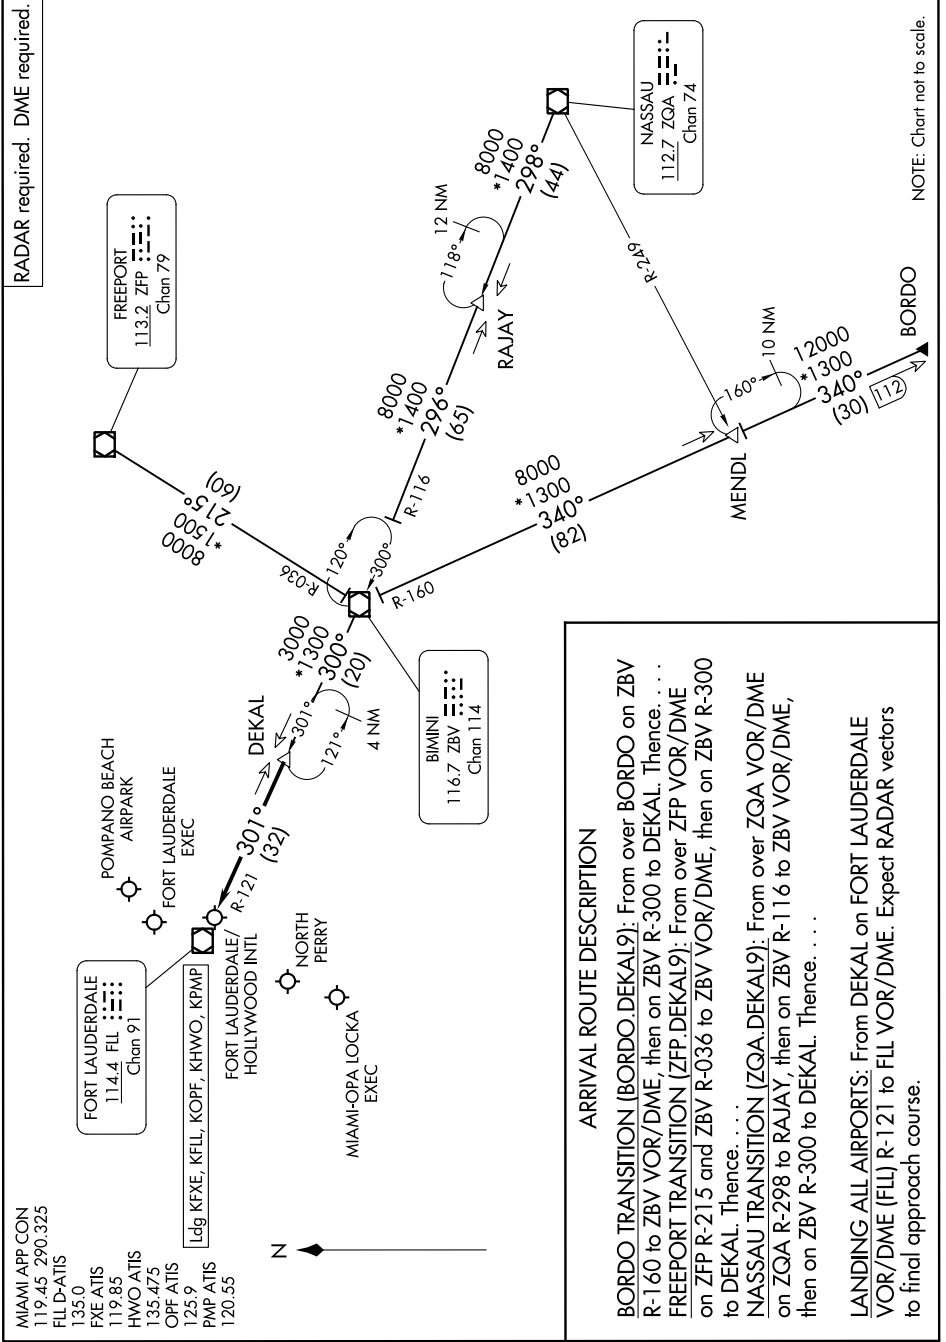 RADAR required. DME required.
MIAMI APP CON
119.45 290.325
FLL D-ATIS
135.0
FXE ATIS
119.85
HWO ATIS
135.475
OPF ATIS
125.9
PMP ATIS
120.55
FORT LAUDERDALE
114.4 FLL
Chan 91
Ldg KFXE, KFLL, KOPF, KHWO, KPMP
POMPANO BEACH
AIRPARK
FORT LAUDERDALE
EXEC
FORT LAUDERDALE/
HOLLYWOOD INTL
NORTH
PERRY
MIAMI-OPA LOCKA
EXEC
N
R-121
301°
(32)
DEKAL
301°
121°
4 NM
3000
*1300
300°
(20)
BIMINI
116.7 ZBV
Chan 114
FREEPORT
113.2 ZFP
Chan 79
8000
*1500
215°
(60)
R-036
120°
300°
R-116
R-160
8000
*1400
296°
(65)
RAJAY
118°
12 NM
8000
*1400
298°
(44)
NASSAU
112.7 ZQA
Chan 74
R-249
8000
*1300
340°
(82)
MENDL
160°
10 NM
12000
*1300
340°
(30)
112
BORDO
NOTE: Chart not to scale.
ARRIVAL ROUTE DESCRIPTION
BORDO TRANSITION (BORDO.DEKAL9): From over BORDO on ZBV
R-160 to ZBV VOR/DME, then on ZBV R-300 to DEKAL. Thence. . . .
FREEPORT TRANSITION (ZFP.DEKAL9): From over ZFP VOR/DME
on ZFP R-215 and ZBV R-036 to ZBV VOR/DME, then on ZBV R-300
to DEKAL. Thence. . . .
NASSAU TRANSITION (ZQA.DEKAL9): From over ZQA VOR/DME
on ZQA R-298 to RAJAY, then on ZBV R-116 to ZBV VOR/DME,
then on ZBV R-300 to DEKAL. Thence. . . .
LANDING ALL AIRPORTS: From DEKAL on FORT LAUDERDALE
VOR/DME (FLL) R-121 to FLL VOR/DME. Expect RADAR vectors
to final approach course.